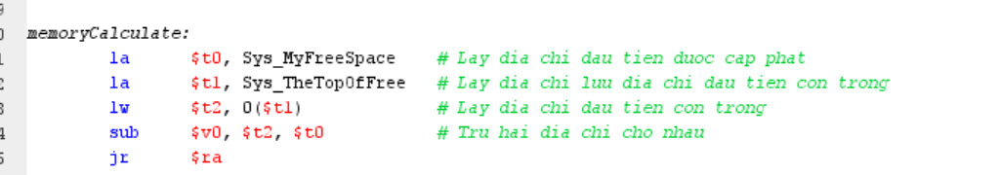 memoryCalculate:
la $t0, Sys_MyFreeSpace # Lay dia chi dau tien duoc cap phat
la $t1, Sys_TheTopOfFree # Lay dia chi luu dia chi dau tien con trong
lw $t2, 0($t1) # Lay dia chi dau tien con trong
sub $v0, $t2, $t0 # Tru hai dia chi cho nhau
jr $ra